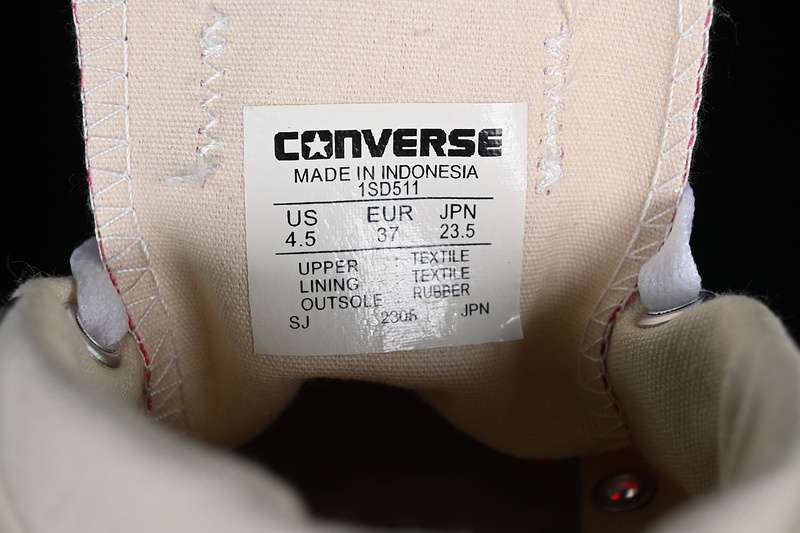 CONVERSE
MADE IN INDONESIA
1SD511
US EUR JPN
4.5 37 23.5
UPPER : TEXTILE
LINING : TEXTILE
OUTSOLE : RUBBER
SJ JPN